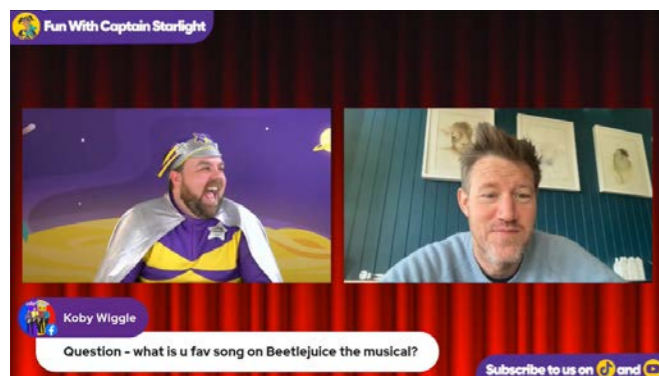 Fun With Captain Starlight
Koby Wiggle
Question - what is u fav song on Beetlejuice the musical?
Subscribe to us on and